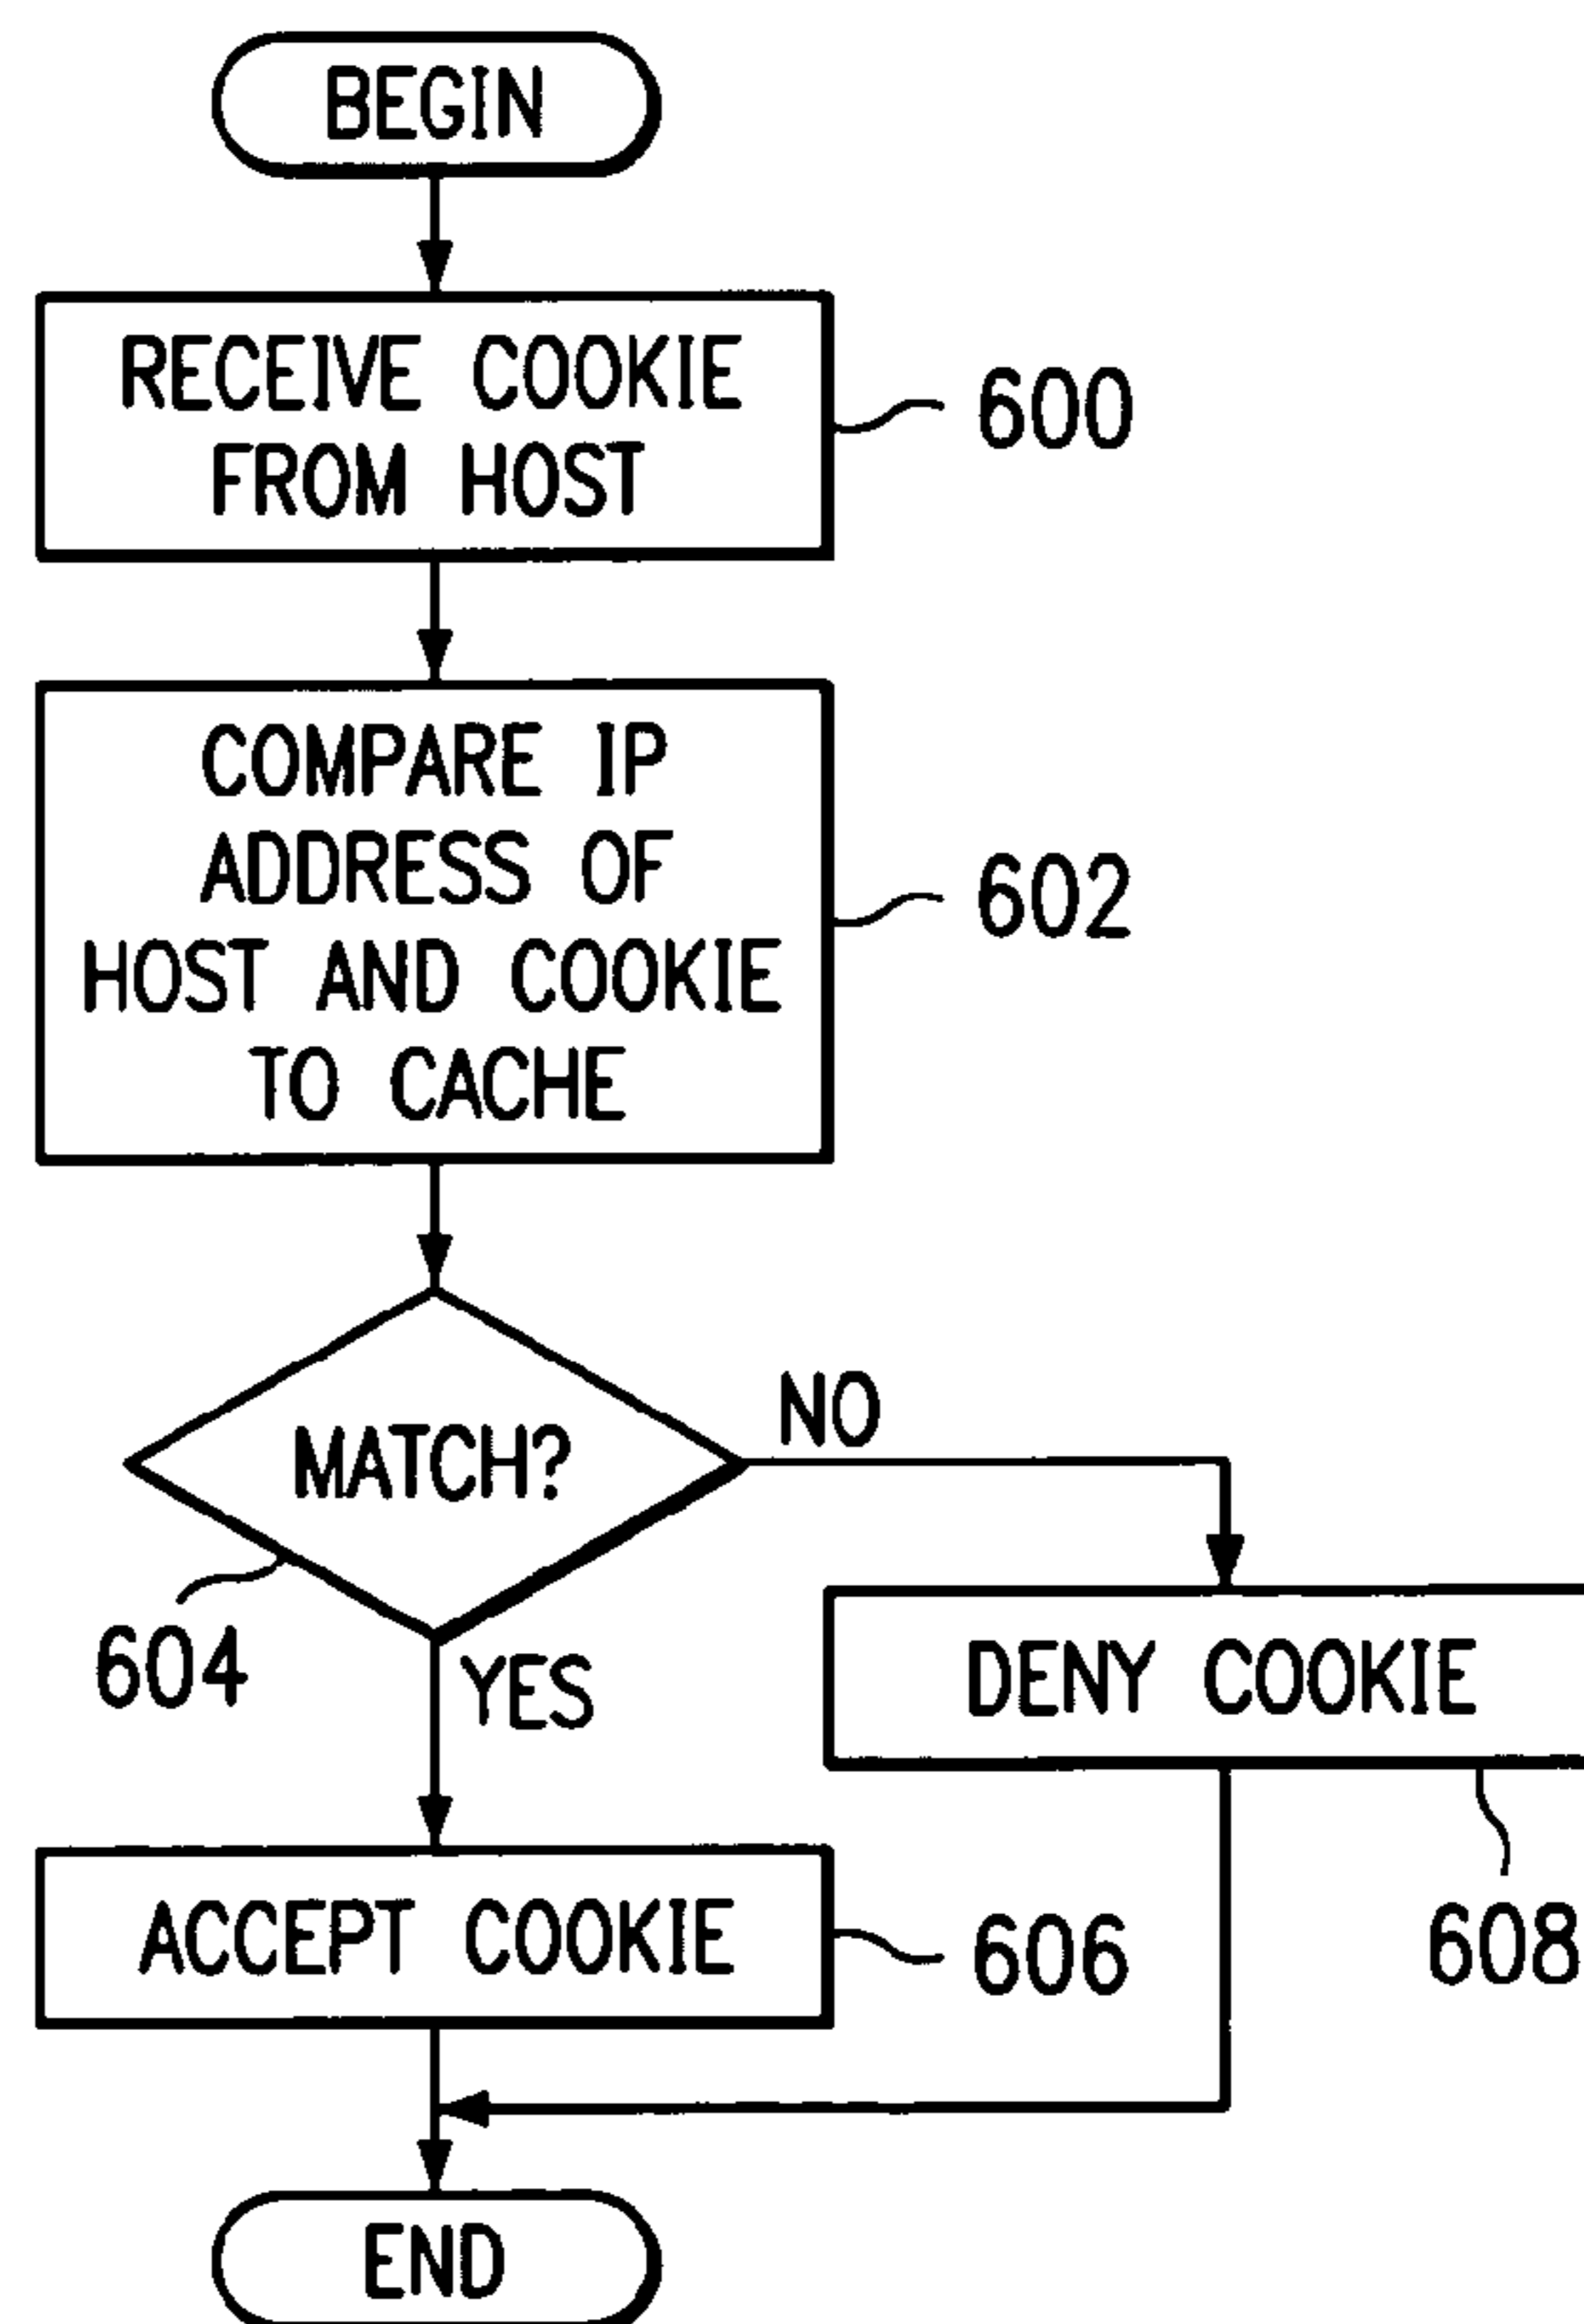 BEGIN
RECEIVE COOKIE
FROM HOST
600
COMPARE IP
ADDRESS OF
HOST AND COOKIE
TO CACHE
602
MATCH?
NO
604
YES
DENY COOKIE
608
ACCEPT COOKIE
606
END